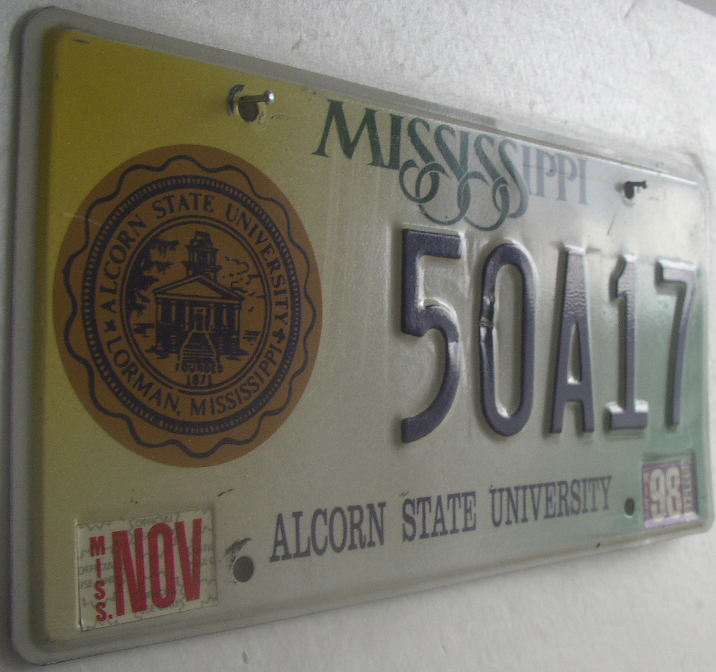 MISSISSIPPI
ALCORN STATE UNIVERSITY
LORMAN, MISSISSIPPI
FOUNDED
1871
50A17
ALCORN STATE UNIVERSITY
MISS.
NOV
98